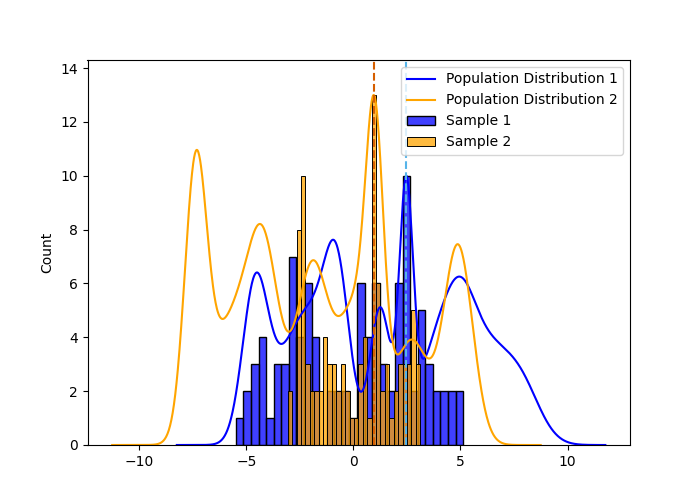 Population Distribution 1
Population Distribution 2
Sample 1
Sample 2
Count
14
12
10
8
6
4
2
0
−10
−5
0
5
10